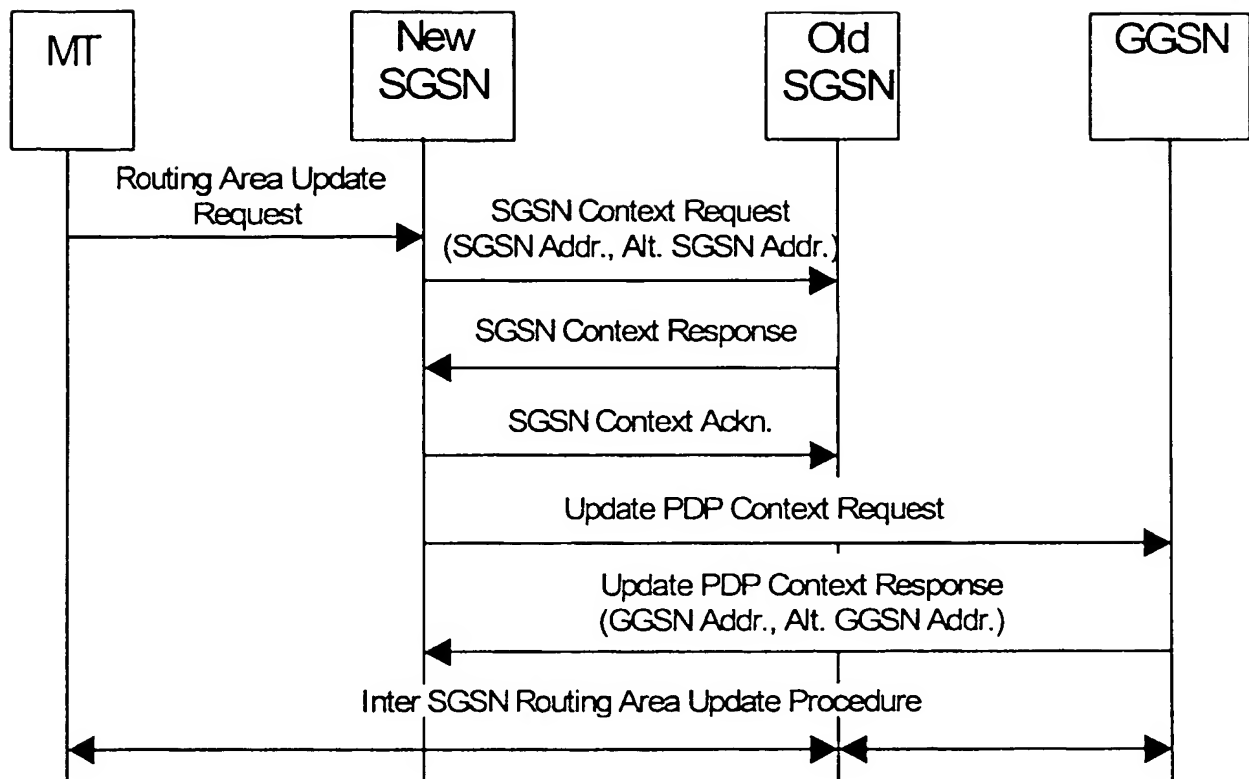 MT
New
SGSN
Old
SGSN
GGSN
Routing Area Update
Request
SGSN Context Request
(SGSN Addr., Alt. SGSN Addr.)
SGSN Context Response
SGSN Context Ackn.
Update PDP Context Request
Update PDP Context Response
(GGSN Addr., Alt. GGSN Addr.)
Inter SGSN Routing Area Update Procedure